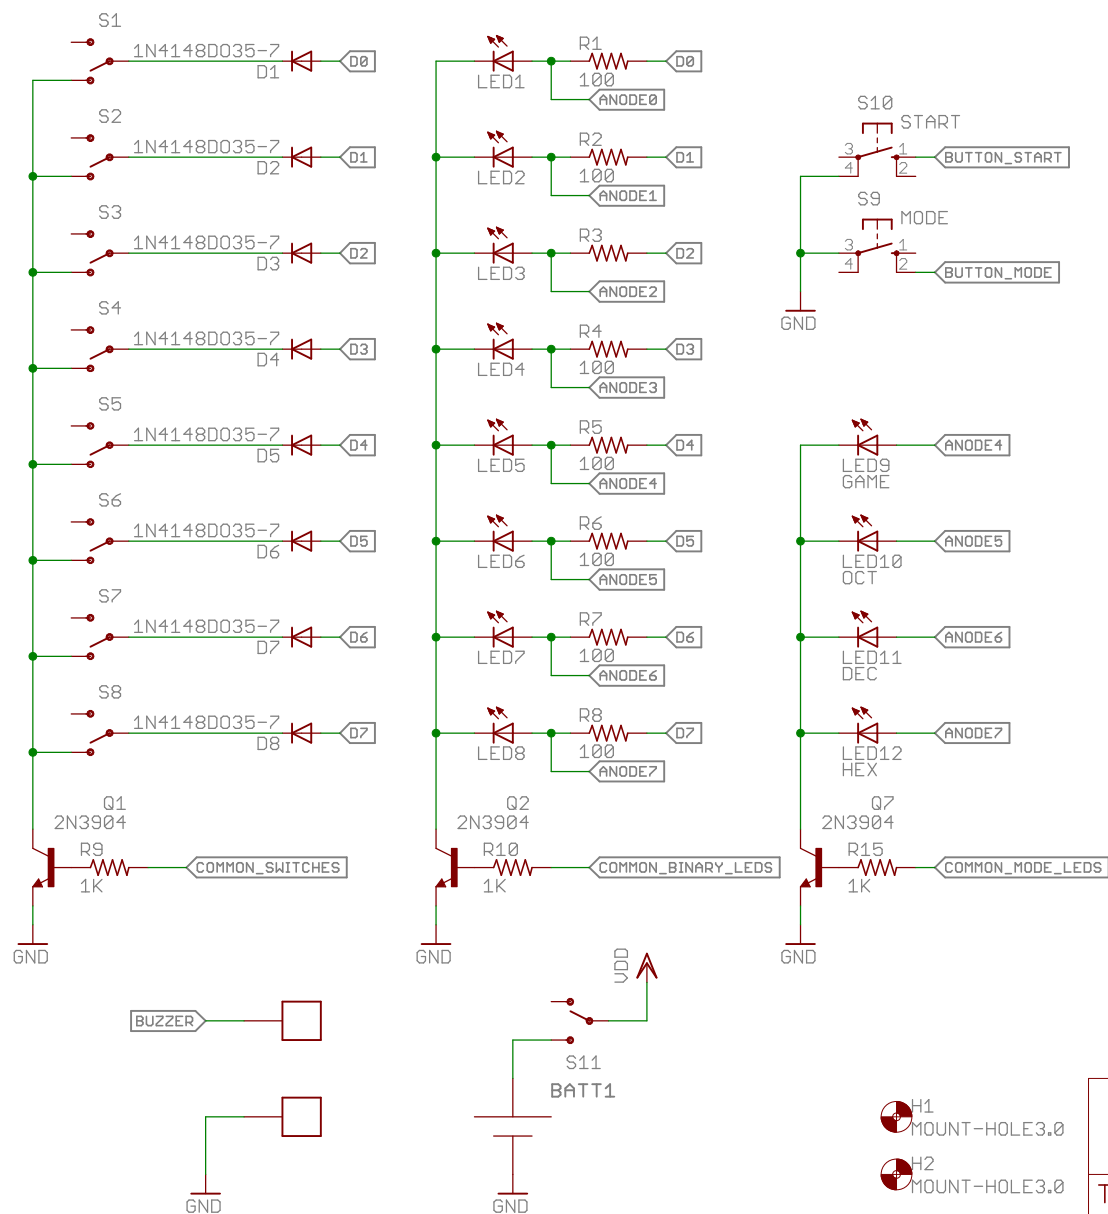 S1
1N4148DO35-7
D1
D0
S2
1N4148DO35-7
D2
D1
S3
1N4148DO35-7
D3
D2
S4
1N4148DO35-7
D4
D3
S5
1N4148DO35-7
D5
D4
S6
1N4148DO35-7
D6
D5
S7
1N4148DO35-7
D7
D6
S8
1N4148DO35-7
D8
D7
Q1
2N3904
R9
1K
COMMON_SWITCHES
GND
LED1
R1
100
D0
ANODE0
LED2
R2
100
D1
ANODE1
LED3
R3
100
D2
ANODE2
LED4
R4
100
D3
ANODE3
LED5
R5
100
D4
ANODE4
LED6
R6
100
D5
ANODE5
LED7
R7
100
D6
ANODE6
LED8
R8
100
D7
ANODE7
Q2
2N3904
R10
1K
COMMON_BINARY_LEDS
GND
S10
START
3 1
4 2
BUTTON_START
S9
MODE
3 1
4 2
BUTTON_MODE
GND
LED9
GAME
ANODE4
LED10
OCT
ANODE5
LED11
DEC
ANODE6
LED12
HEX
ANODE7
Q7
2N3904
R15
1K
COMMON_MODE_LEDS
GND
BUZZER
GND
VDD
S11
BATT1
GND
H1
MOUNT-HOLE3.0
H2
MOUNT-HOLE3.0
T